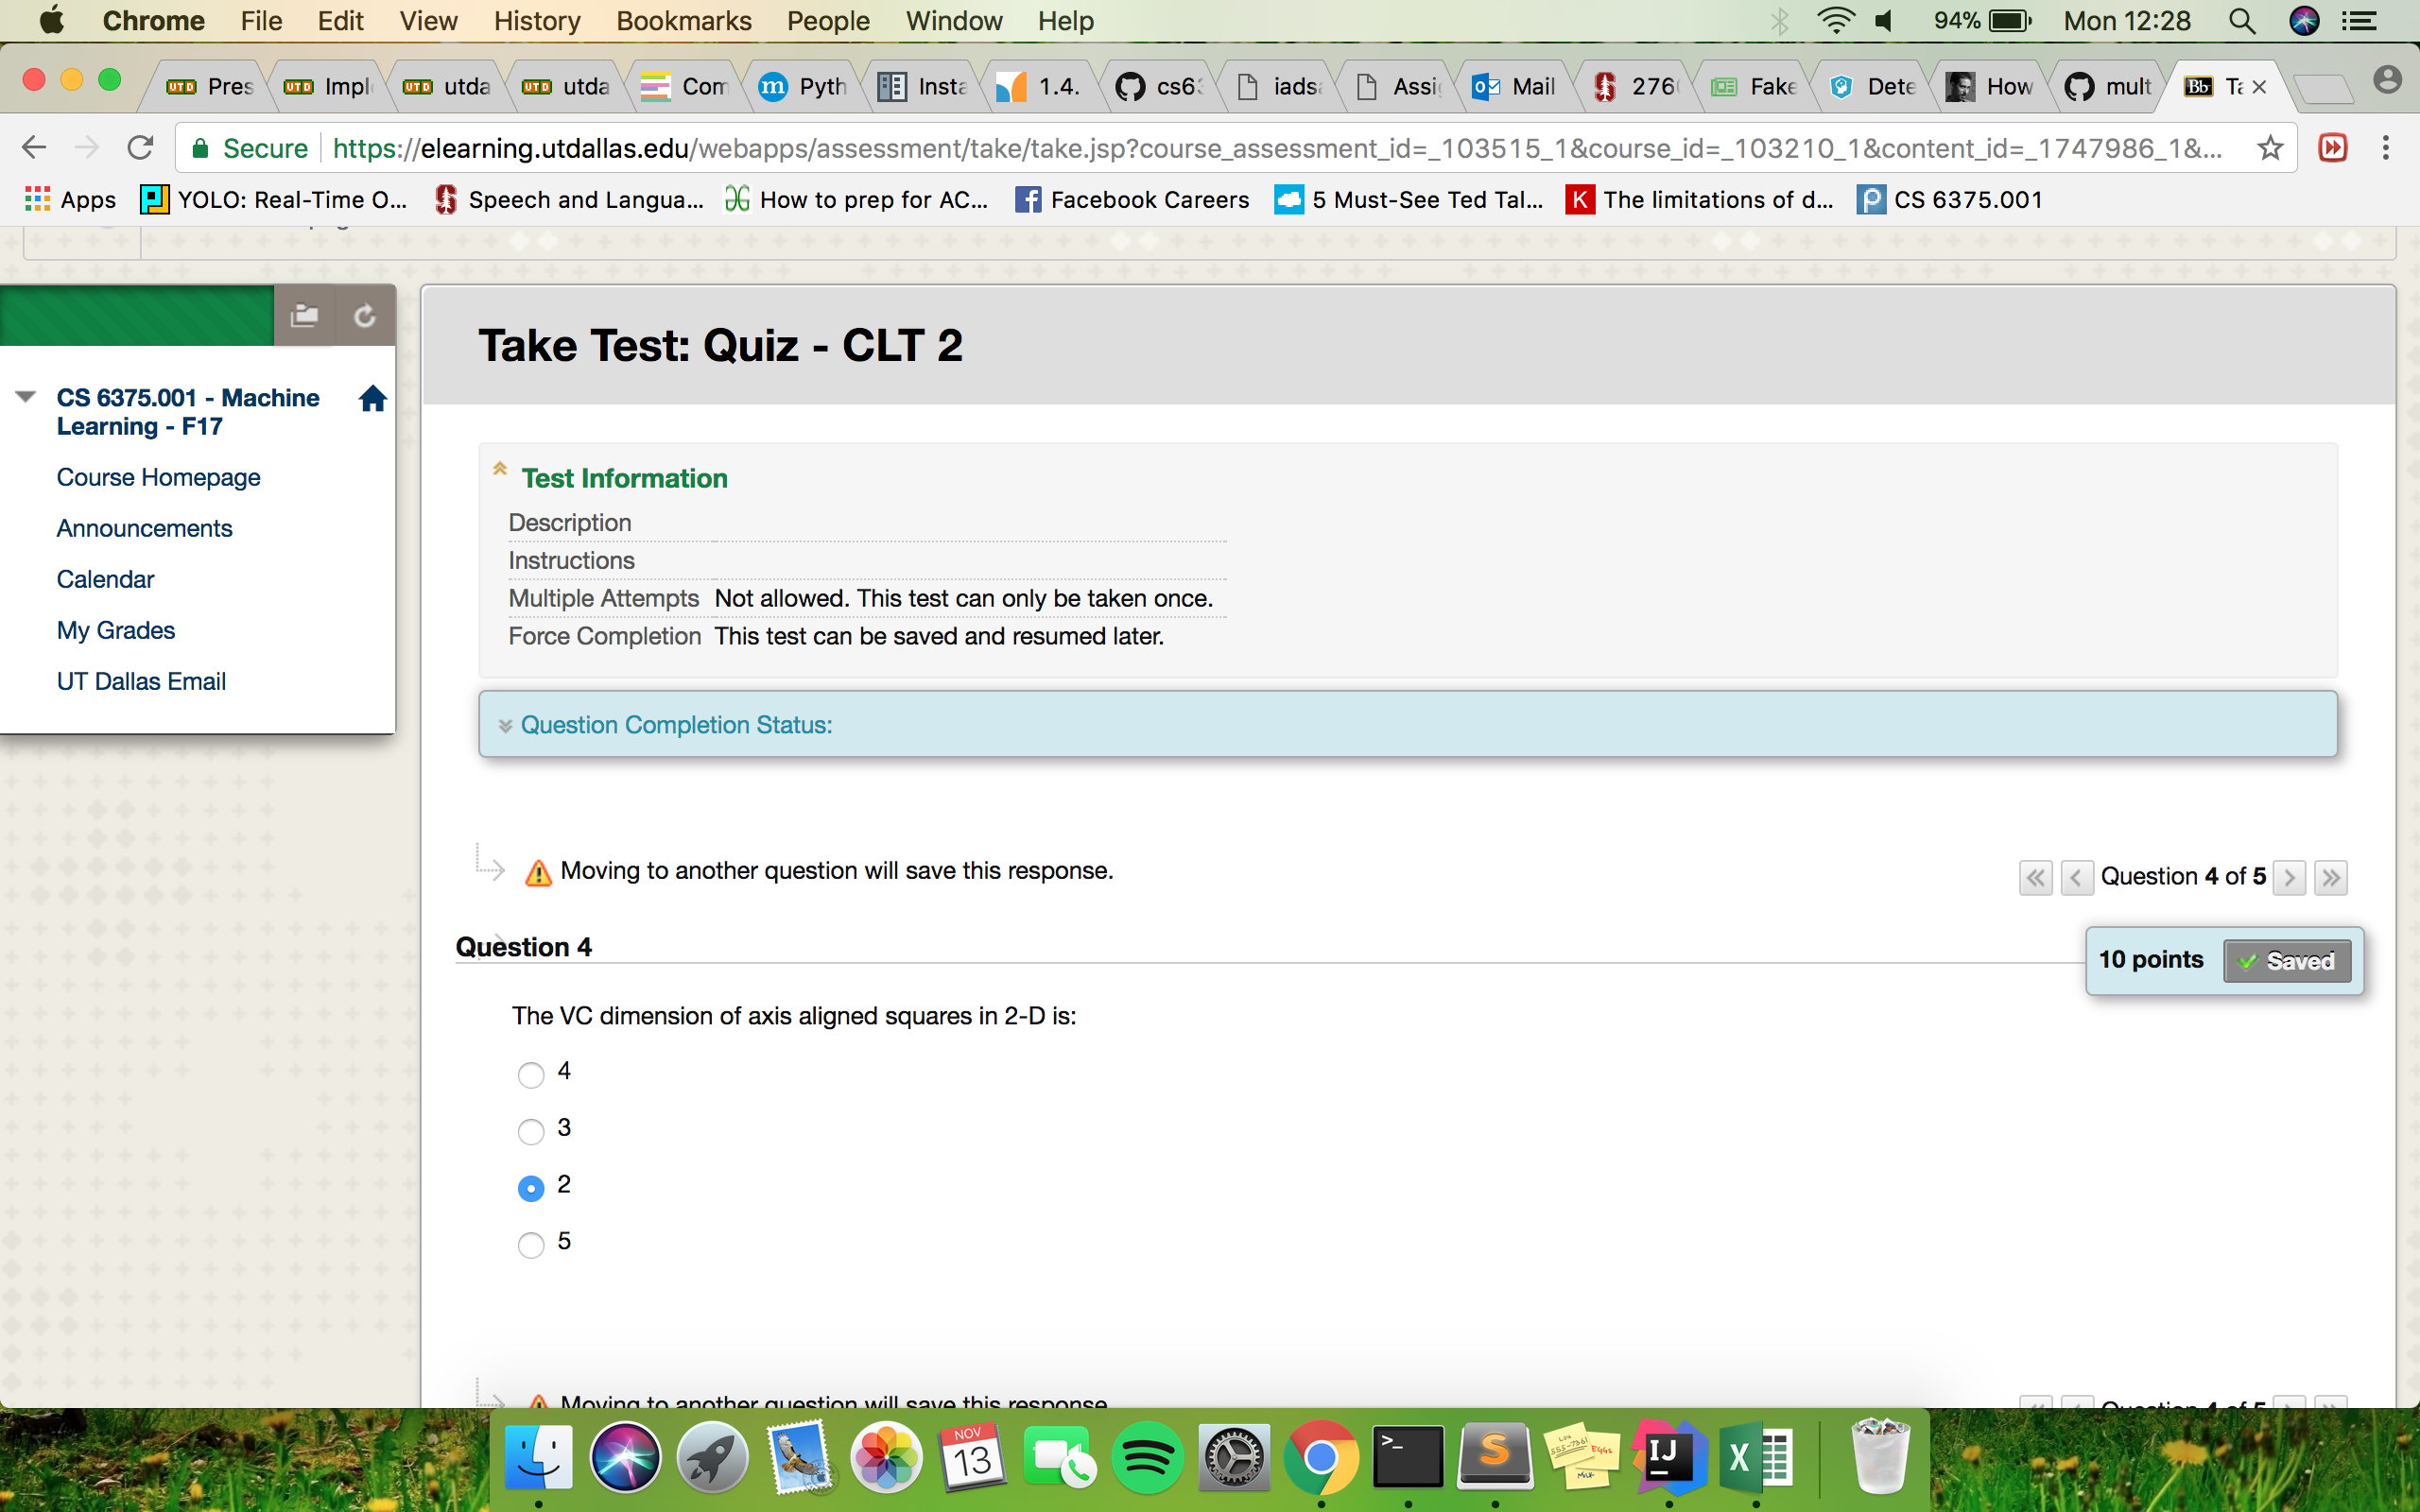 Chrome File Edit View History Bookmarks People Window Help 94% Mon 12:28
UTD Pres UTD Impl UTD utda UTD utda Com m Pyth Insta 1.4. cs6 iads Assi Mail 276 Fake Dete How mult Bb Ta
Secure https://elearning.utdallas.edu/webapps/assessment/take/take.jsp?course_assessment_id=_103515_1&course_id=_103210_1&content_id=_1747986_1&...
Apps YOLO: Real-Time O... Speech and Langua... How to prep for AC... Facebook Careers 5 Must-See Ted Tal... K The limitations of d... CS 6375.001
Take Test: Quiz - CLT 2
CS 6375.001 - Machine
Learning - F17
Course Homepage
Announcements
Calendar
My Grades
UT Dallas Email
Test Information
Description
Instructions
Multiple Attempts Not allowed. This test can only be taken once.
Force Completion This test can be saved and resumed later.
Question Completion Status:
Moving to another question will save this response.
Question 4 of 5
Question 4
10 points Saved
The VC dimension of axis aligned squares in 2-D is:
4
3
2
5
Moving to another question will save this response
Question 4 of 5
NOV
13
>_
S
IJ
X